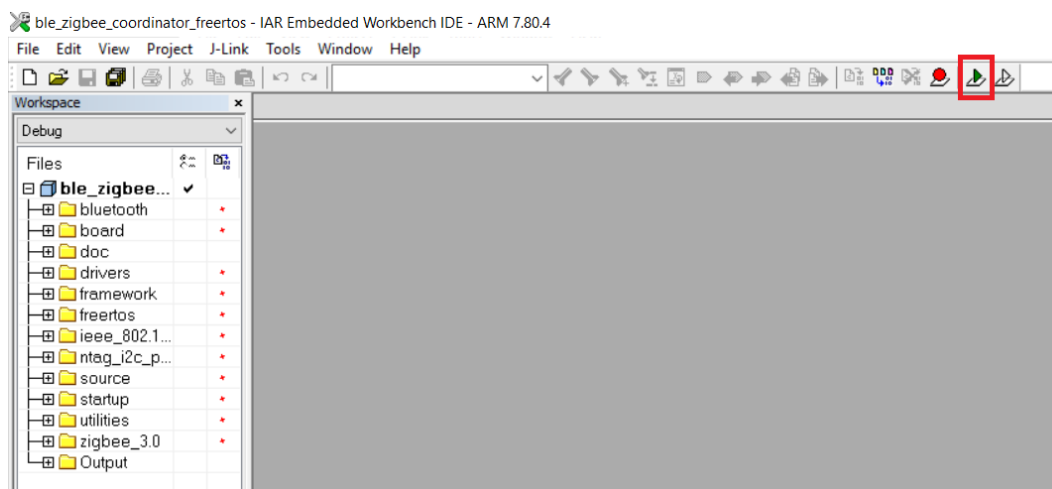 ble_zigbee_coordinator_freertos - IAR Embedded Workbench IDE - ARM 7.80.4
File Edit View Project J-Link Tools Window Help
Workspace
Debug
Files
ble_zigbee...
bluetooth
board
doc
drivers
framework
freertos
ieee_802.1...
ntag_i2c_p...
source
startup
utilities
zigbee_3.0
Output